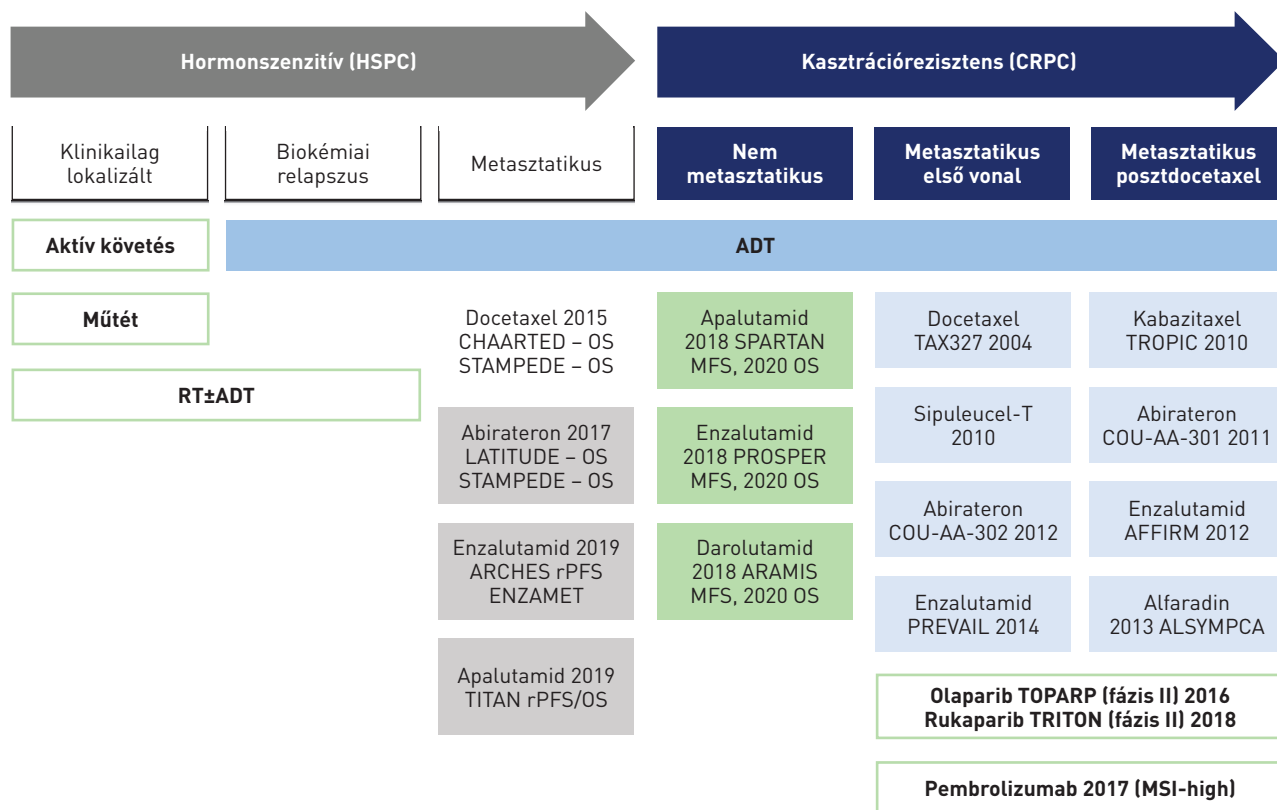 Hormonszenzitív (HSPC)
Kasztrációrezisztens (CRPC)
Klinikailag
lokalizált
Biokémiai
relapszus
Metasztatikus
Nem
metasztatikus
Metasztatikus
első vonal
Metasztatikus
posztdocetaxel
Aktív követés
ADT
Műtét
RT±ADT
Docetaxel 2015
CHAARTED – OS
STAMPEDE – OS
Abirateron 2017
LATITUDE – OS
STAMPEDE – OS
Enzalutamid 2019
ARCHES rPFS
ENZAMET
Apalutamid 2019
TITAN rPFS/OS
Apalutamid
2018 SPARTAN
MFS, 2020 OS
Enzalutamid
2018 PROSPER
MFS, 2020 OS
Darolutamid
2018 ARAMIS
MFS, 2020 OS
Docetaxel
TAX327 2004
Sipuleucel-T
2010
Abirateron
COU-AA-302 2012
Enzalutamid
PREVAIL 2014
Kabazitaxel
TROPIC 2010
Abirateron
COU-AA-301 2011
Enzalutamid
AFFIRM 2012
Alfaradin
2013 ALSYMPCA
Olaparib TOPARP (fázis II) 2016
Rukaparib TRITON (fázis II) 2018
Pembrolizumab 2017 (MSI-high)